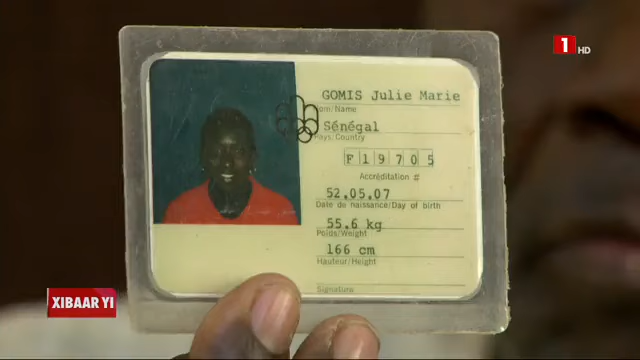 1 HD
GOMIS Julie Marie
Nom/Name
Sénégal
Pays/Country
F19705
Accréditation #
52.05.07
Date de naissance/Day of birth
55.6 kg
Poids/Weight
166 cm
Hauteur/Height
Signature
XIBAAR YI